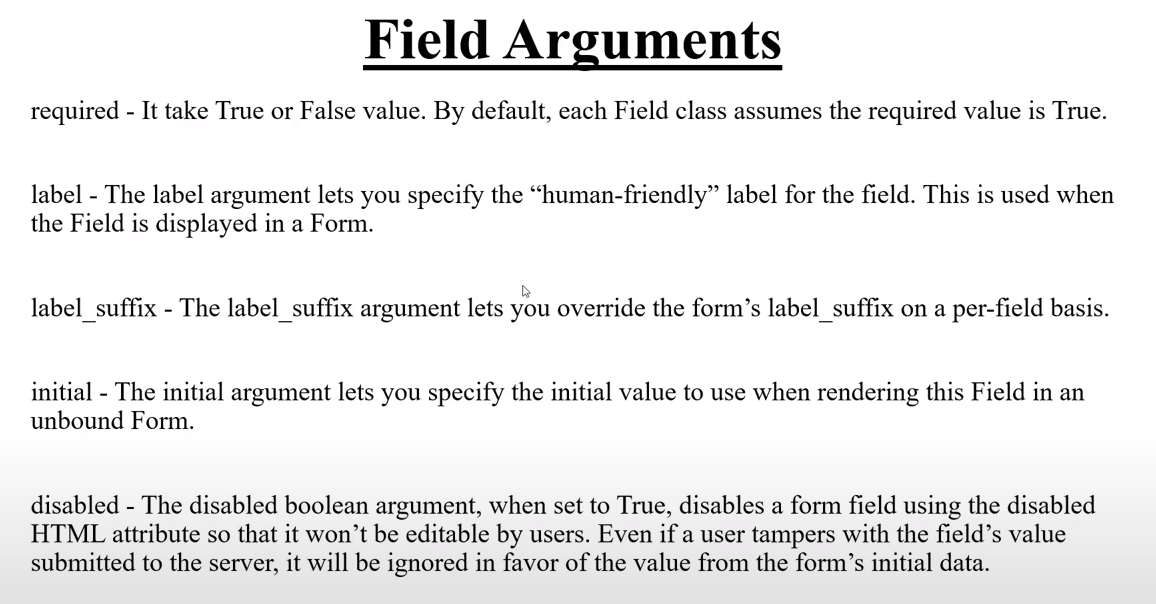 Field Arguments
required - It take True or False value. By default, each Field class assumes the required value is True.
label - The label argument lets you specify the “human-friendly” label for the field. This is used when
the Field is displayed in a Form.
label_suffix - The label_suffix argument lets you override the form’s label_suffix on a per-field basis.
initial - The initial argument lets you specify the initial value to use when rendering this Field in an
unbound Form.
disabled - The disabled boolean argument, when set to True, disables a form field using the disabled
HTML attribute so that it won’t be editable by users. Even if a user tampers with the field’s value
submitted to the server, it will be ignored in favor of the value from the form’s initial data.